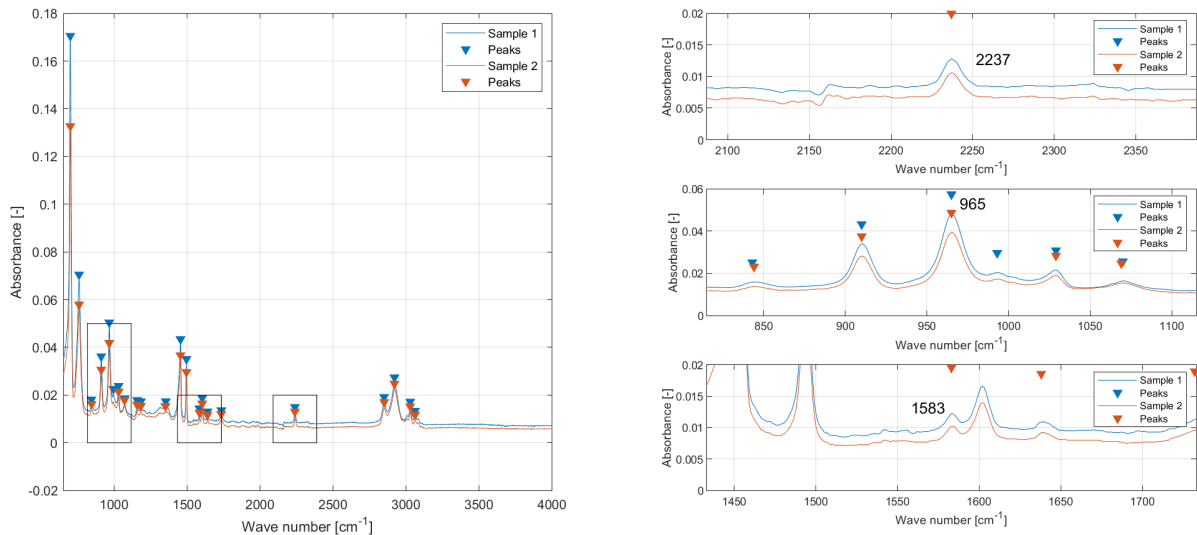 0.18
0.16
0.14
0.12
0.1
0.08
0.06
0.04
0.02
0
-0.02
Absorbance [-]
1000
1500
2000
2500
3000
3500
4000
Wave number [cm⁻¹]
Sample 1
Peaks
Sample 2
Peaks
0.02
0.015
0.01
0.005
0
Absorbance [-]
2237
2100
2150
2200
2250
2300
2350
Wave number [cm⁻¹]
Sample 1
Peaks
Sample 2
Peaks
0.06
0.04
0.02
0
Absorbance [-]
965
850
900
950
1000
1050
1100
Wave number [cm⁻¹]
Sample 1
Peaks
Sample 2
Peaks
0.02
0.015
0.01
0.005
0
Absorbance [-]
1583
1450
1500
1550
1600
1650
1700
Wave number [cm⁻¹]
Sample 1
Peaks
Sample 2
Peaks